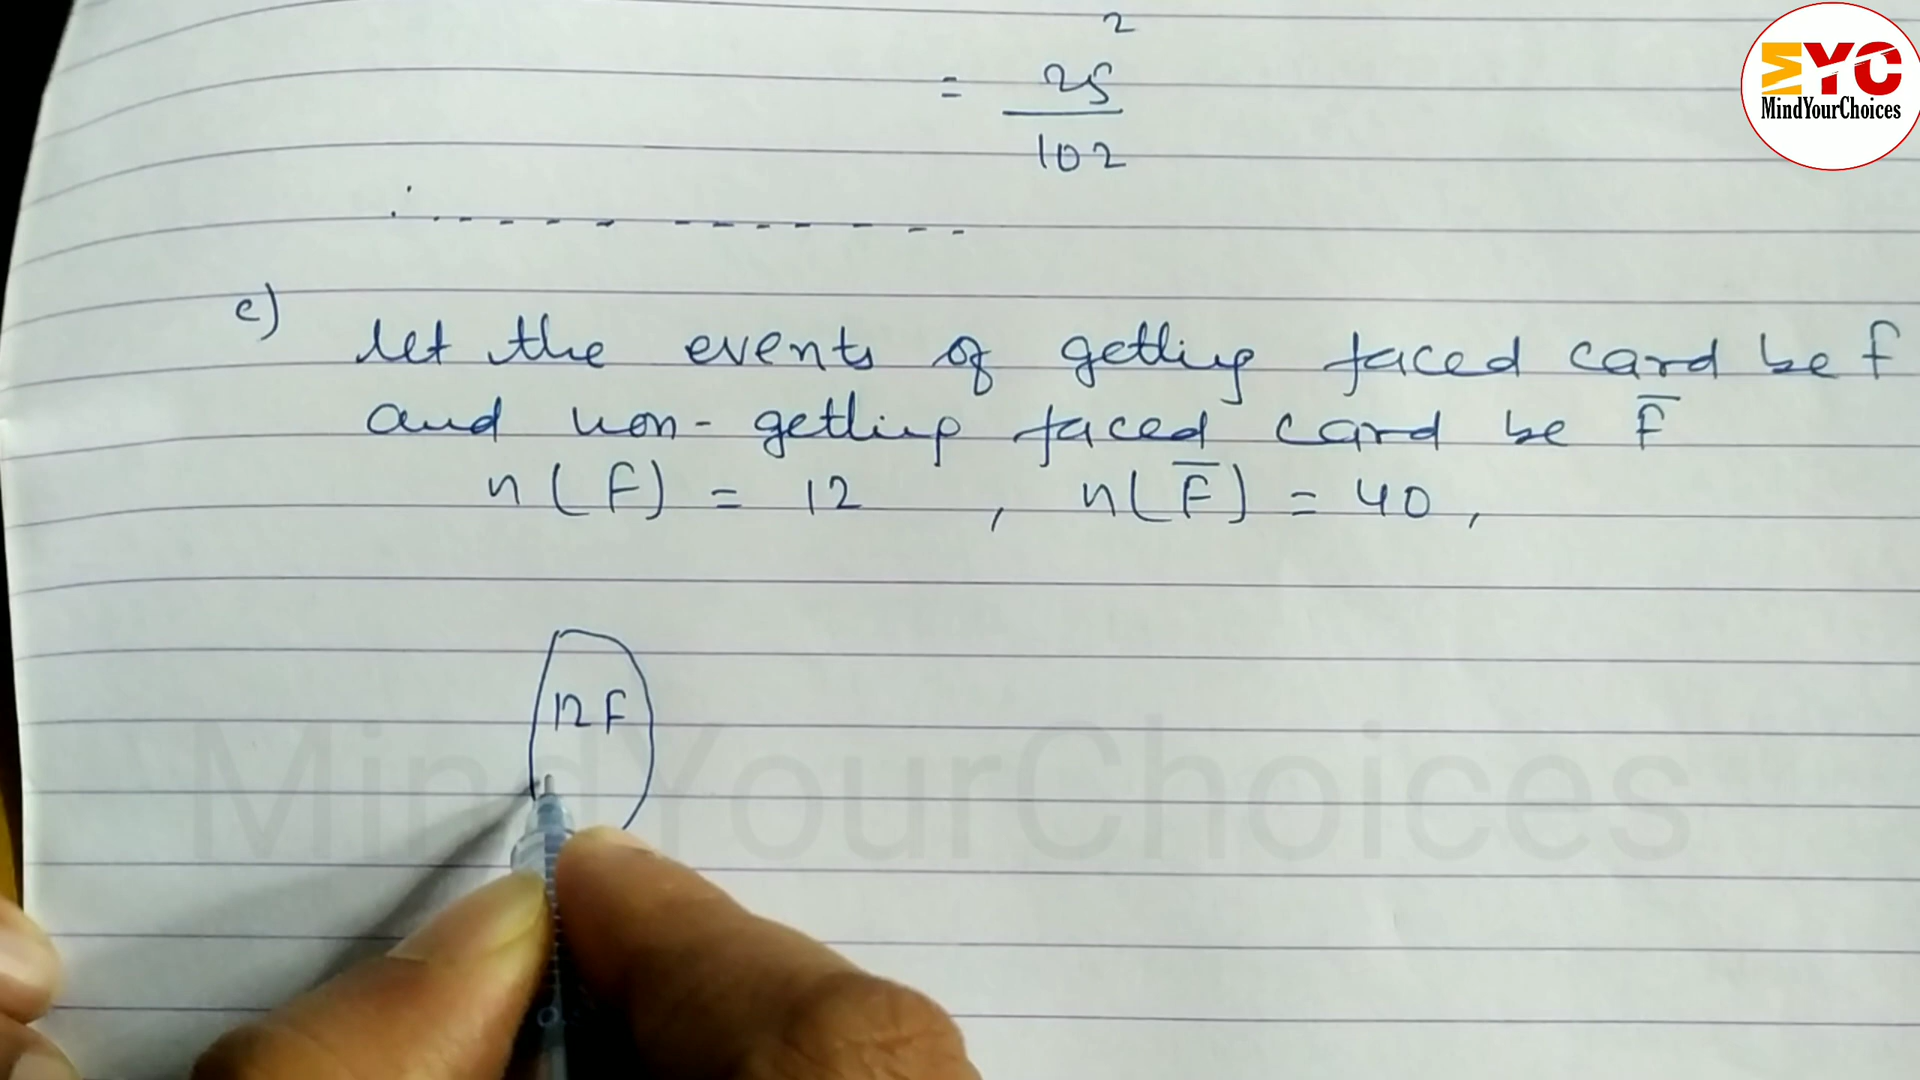 2
= 25
102
c)
let the events of getting faced card be F
and non-getting faced card be F̅
n(F) = 12 , n(F̅) = 40 ,
12 F
MYC
MindYourChoices
MindYourChoices